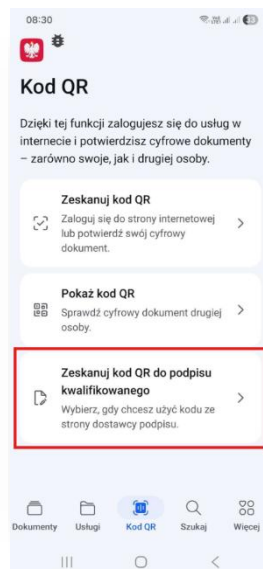 08:30
Kod QR
Dzięki tej funkcji zalogujesz się do usług w
internecie i potwierdzisz cyfrowe dokumenty
– zarówno swoje, jak i drugiej osoby.
Zeskanuj kod QR
Zaloguj się do strony internetowej
lub potwierdź swój cyfrowy
dokument.
Pokaż kod QR
Sprawdź cyfrowy dokument drugiej
osoby.
Zeskanuj kod QR do podpisu
kwalifikowanego
Wybierz, gdy chcesz użyć kodu ze
strony dostawcy podpisu.
Dokumenty Usługi Kod QR Szukaj Więcej